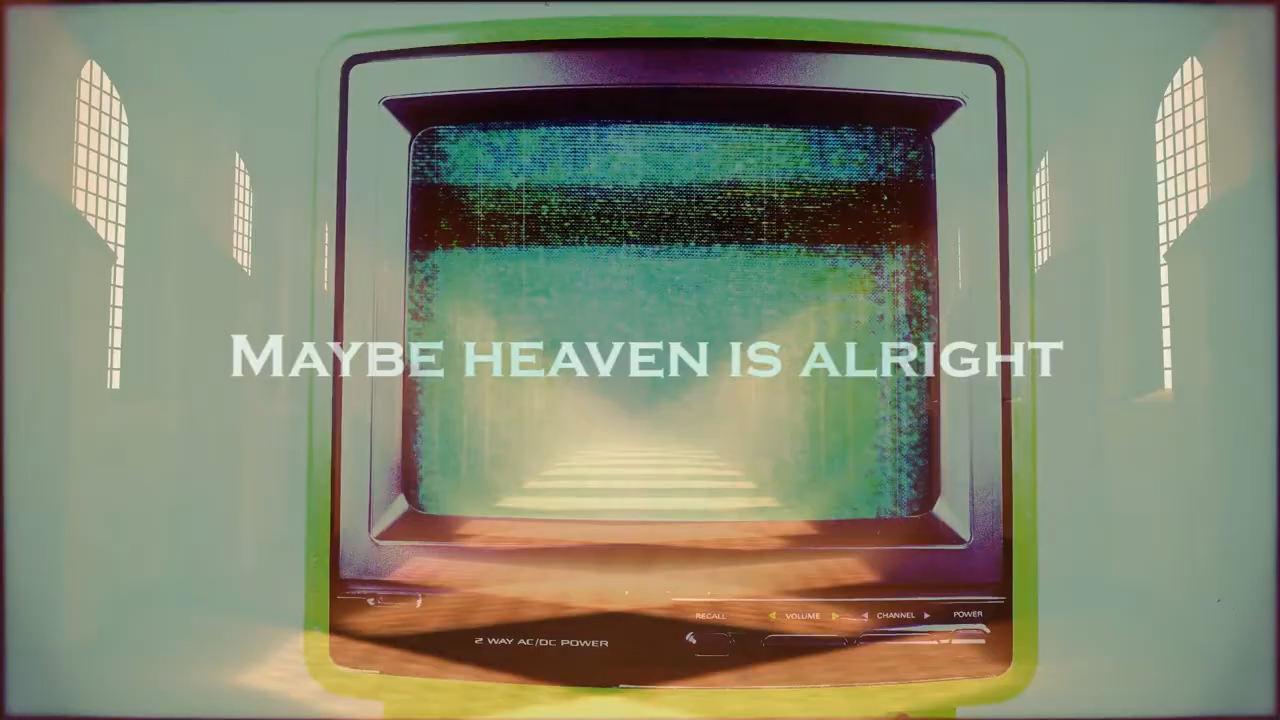 Maybe heaven is alright
RECALL
VOLUME
CHANNEL
POWER
2 WAY AC/DC POWER